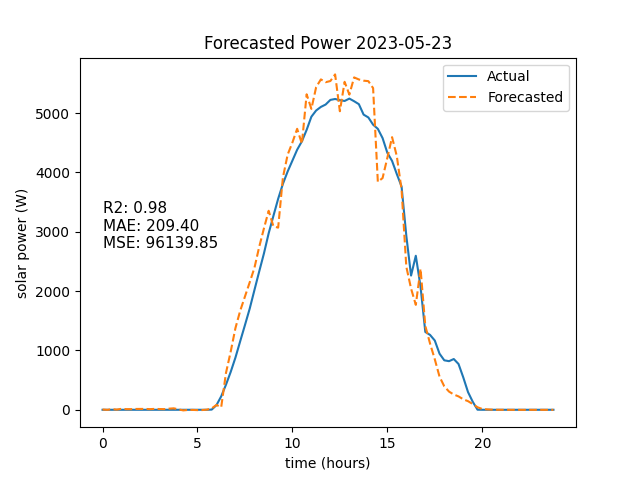 Forecasted Power 2023-05-23
Actual
Forecasted
5000
4000
3000
2000
1000
0
solar power (W)
R2: 0.98
MAE: 209.40
MSE: 96139.85
0 5 10 15 20
time (hours)